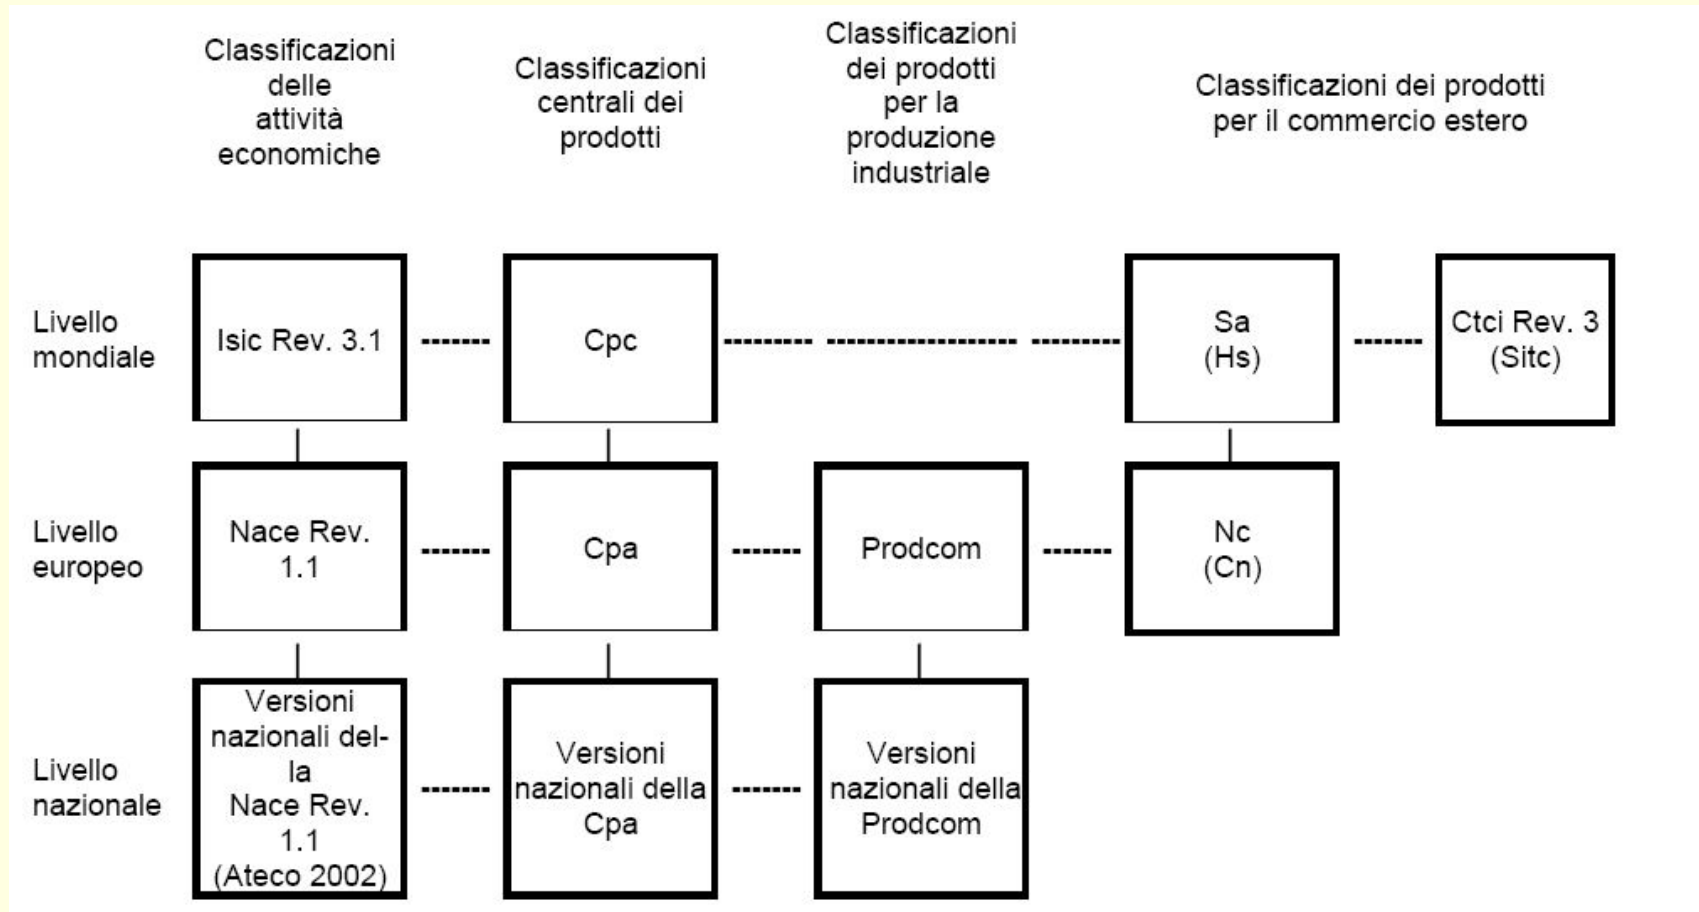 Classificazioni
delle
attività
economiche
Classificazioni
centrali dei
prodotti
Classificazioni
dei prodotti
per la
produzione
industriale
Classificazioni dei prodotti
per il commercio estero
Livello
mondiale
Isic Rev. 3.1
Cpc
Sa
(Hs)
Ctci Rev. 3
(Sitc)
Livello
europeo
Nace Rev.
1.1
Cpa
Prodcom
Nc
(Cn)
Livello
nazionale
Versioni
nazionali del-
la
Nace Rev.
1.1
(Ateco 2002)
Versioni
nazionali della
Cpa
Versioni
nazionali della
Prodcom